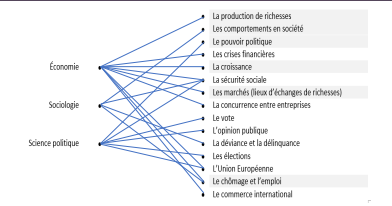 La production de richesses
Les comportements en société
Le pouvoir politique
Les crises financières
Économie
La croissance
La sécurité sociale
Les marchés (lieux d'échanges de richesses)
Sociologie
La concurrence entre entreprises
Le vote
L'opinion publique
Science politique
La déviance et la délinquance
Les élections
L'Union Européenne
Le chômage et l'emploi
Le commerce international